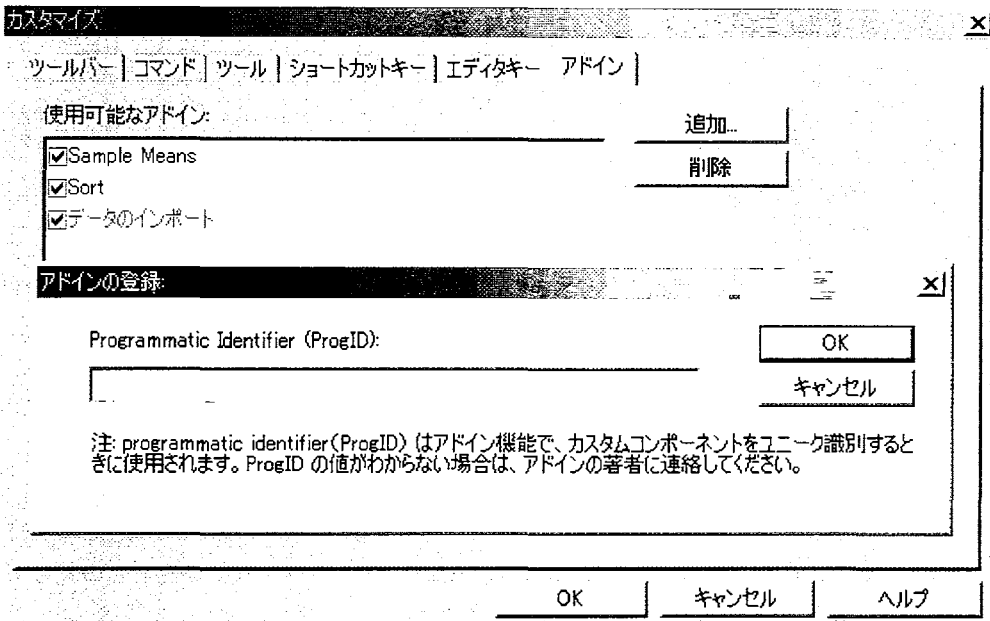 カスタマイズ
ツールバー コマンド ツール ショートカットキー エディタキー アドイン
使用可能なアドイン:
追加...
Sample Means
削除
Sort
データのインポート
アドインの登録:
Programmatic Identifier (ProgID):
OK
キャンセル
注: programmatic identifier(ProgID) はアドイン機能で、カスタムコンポーネントをユニーク識別すると
きに使用されます。ProgID の値がわからない場合は、アドインの著者に連絡してください。
OK キャンセル ヘルプ